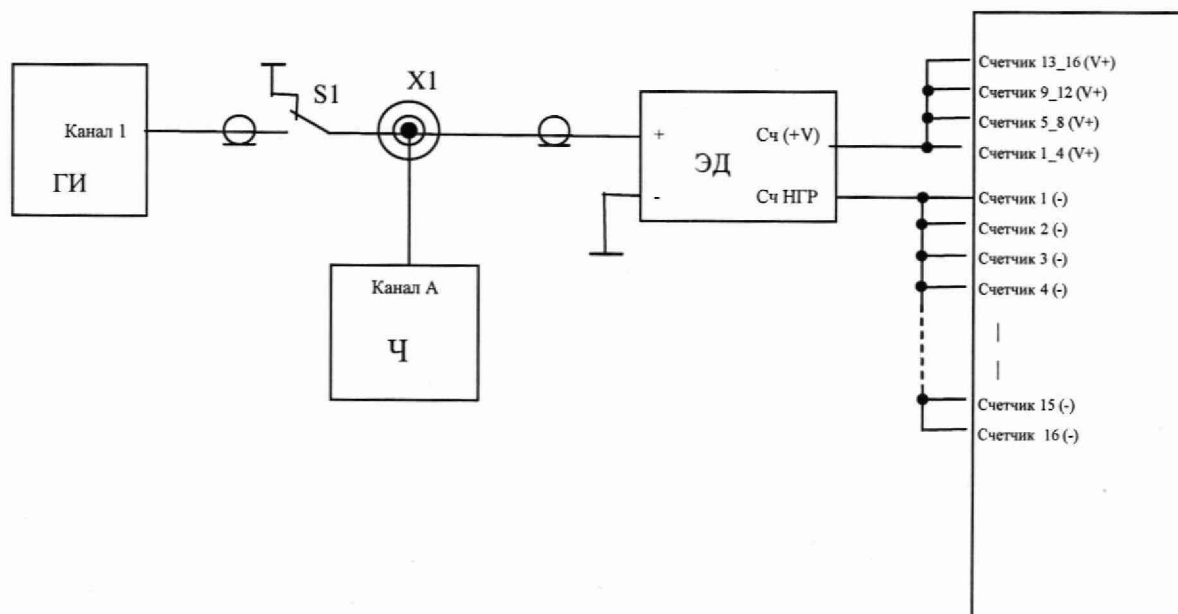 Канал 1
ГИ
S1
X1
Канал А
Ч
+
-
ЭД
Сч (+V)
Сч НГР
Счетчик 13_16 (V+)
Счетчик 9_12 (V+)
Счетчик 5_8 (V+)
Счетчик 1_4 (V+)
Счетчик 1 (-)
Счетчик 2 (-)
Счетчик 3 (-)
Счетчик 4 (-)
Счетчик 15 (-)
Счетчик 16 (-)